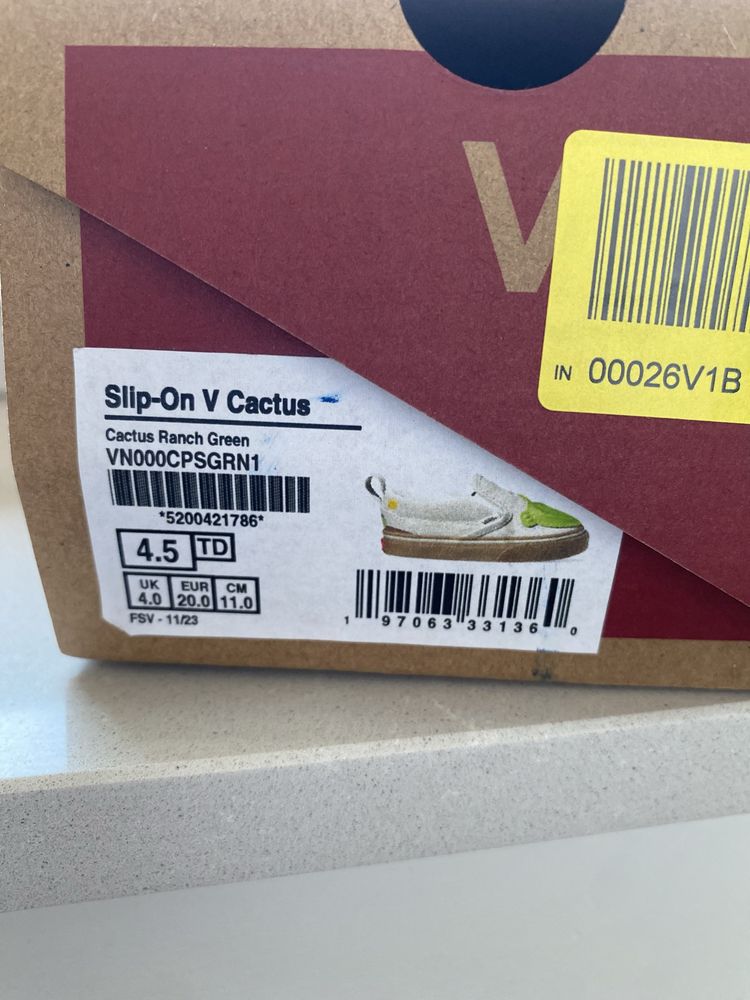 V
IN 00026V1B
Slip-On V Cactus
Cactus Ranch Green
VN000CPSGRN1
*5200421786*
4.5 TD
UK EUR CM
4.0 20.0 11.0
FSV - 11/23
1 97063 33136 0